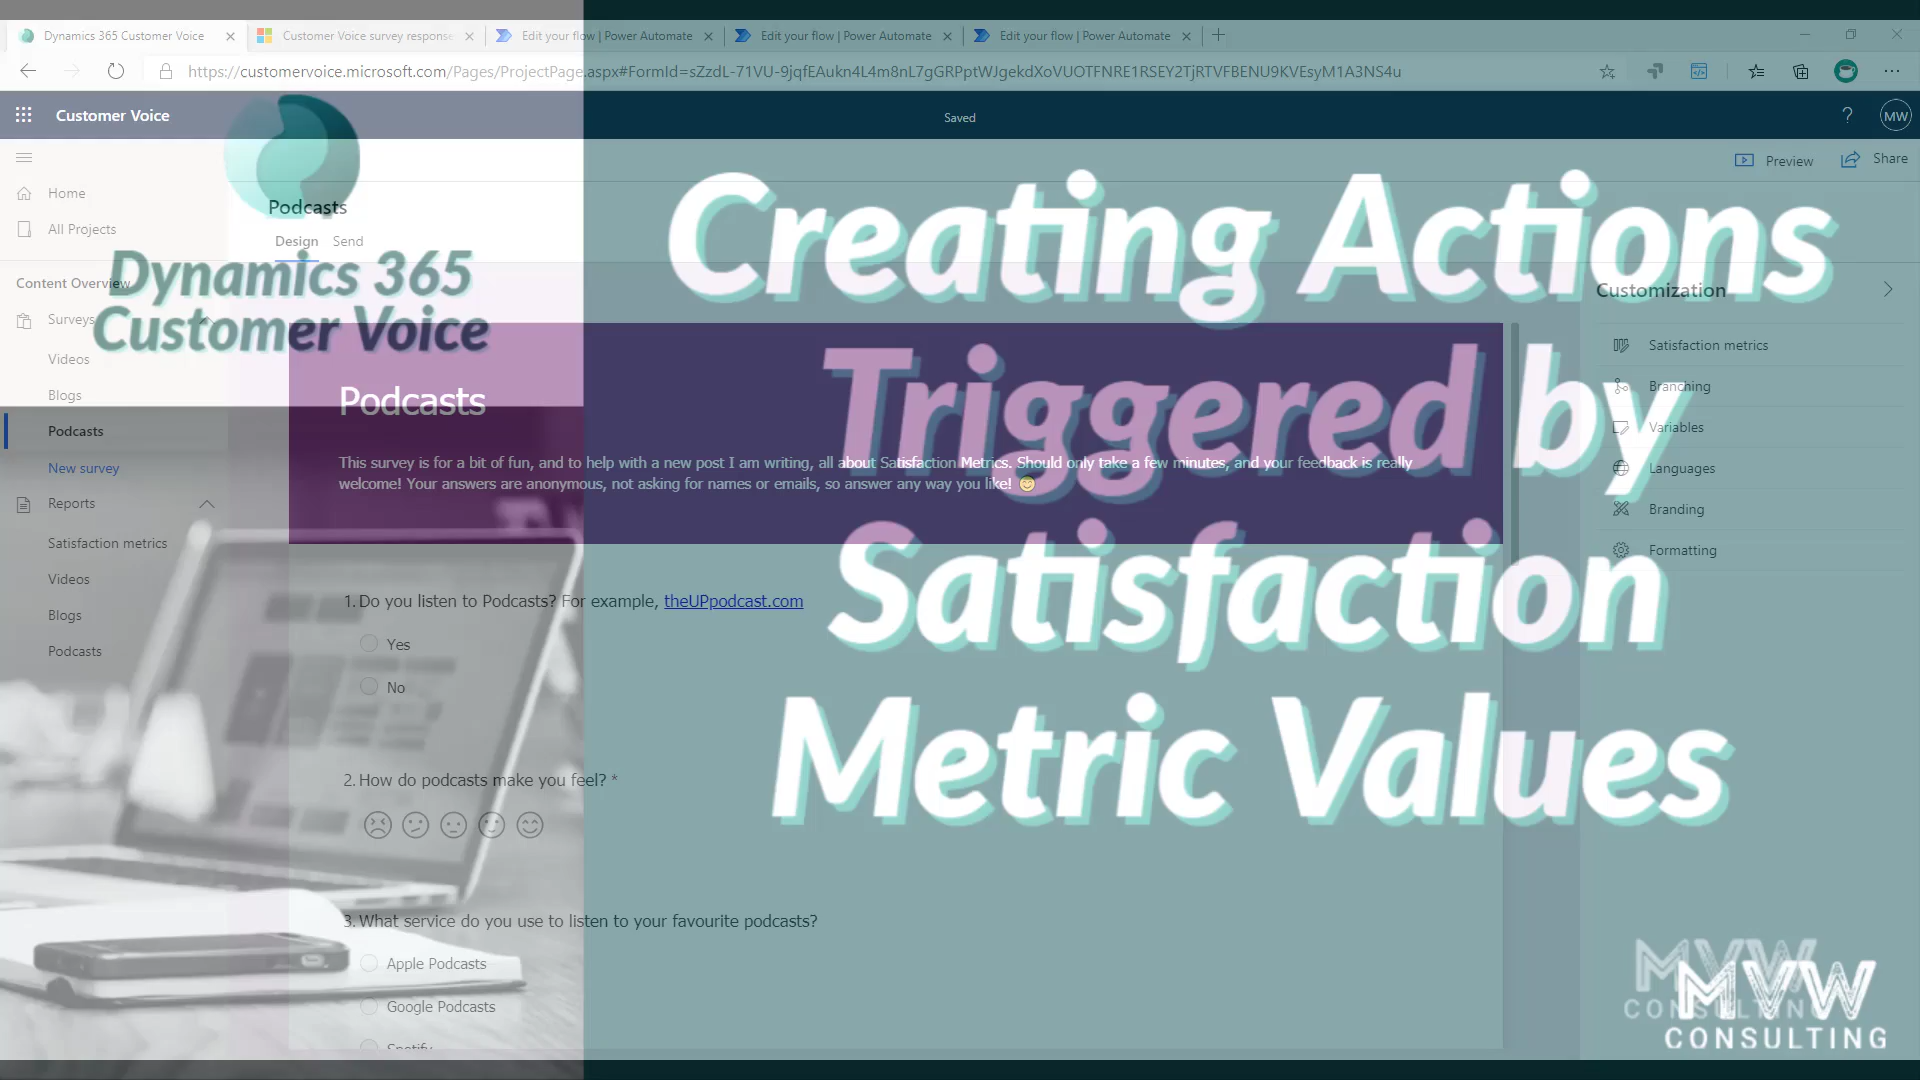 Dynamics 365 Customer Voice
Customer Voice survey response
Edit your flow | Power Automate
Edit your flow | Power Automate
Edit your flow | Power Automate
https://customervoice.microsoft.com/Pages/ProjectPage.aspx#FormId=sZzdL-71VU-9jqfEAukn4L4m8nL7gGRPptWJgekdXoVUOTFNRE1RSEY2TjRTVFBENU9KVEsyM1A3NS4u
Customer Voice
Saved
?
MW
Preview
Share
Home
All Projects
Content Overview
Surveys
Videos
Blogs
Podcasts
New survey
Reports
Satisfaction metrics
Videos
Blogs
Podcasts
Dynamics 365
Customer Voice
Podcasts
Design
Send
Creating Actions
Triggered by
Satisfaction
Metric Values
Podcasts
This survey is for a bit of fun, and to help with a new post I am writing, all about Satisfaction Metrics. Should only take a few minutes, and your feedback is really
welcome! Your answers are anonymous, not asking for names or emails, so answer any way you like! 😊
1. Do you listen to Podcasts? For example, theUPpodcast.com
Yes
No
2. How do podcasts make you feel? *
3. What service do you use to listen to your favourite podcasts?
Apple Podcasts
Google Podcasts
Spotify
Customization
Satisfaction metrics
Branching
Variables
Languages
Branding
Formatting
MVW
CONSULTING
MVW
CONSULTING